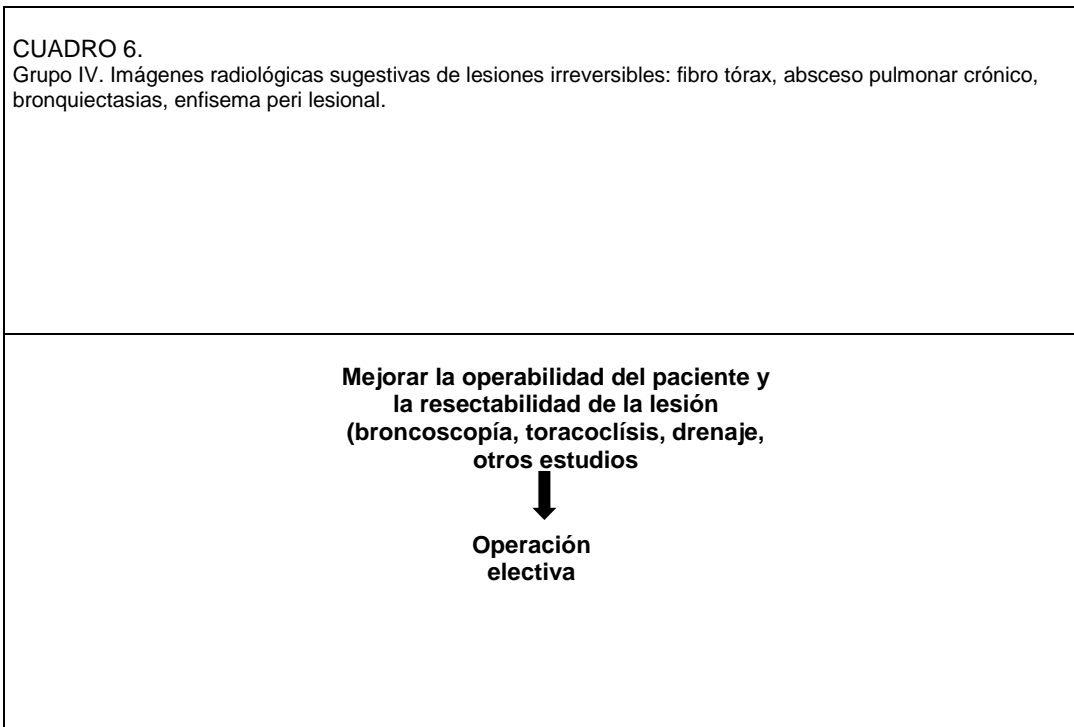 CUADRO 6.
Grupo IV. Imágenes radiológicas sugestivas de lesiones irreversibles: fibro tórax, absceso pulmonar crónico,
bronquiectasias, enfisema peri lesional.
Mejorar la operabilidad del paciente y
la resectabilidad de la lesión
(broncoscopía, toracoclísis, drenaje,
otros estudios
Operación
electiva